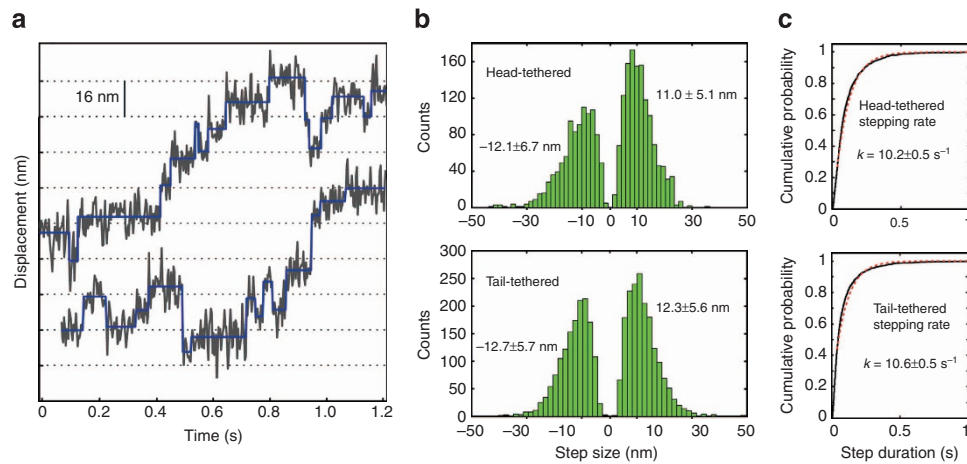 a
16 nm
Displacement (nm)
0 0.2 0.4 0.6 0.8 1.0 1.2
Time (s)
b
160
120
80
40
0
Counts
Head-tethered
11.0 ± 5.1 nm
–12.1±6.7 nm
–50 –30 –10 0 10 30 50
300
250
200
150
100
50
0
Counts
Tail-tethered
12.3±5.6 nm
–12.7±5.7 nm
–50 –30 –10 0 10 30 50
Step size (nm)
c
1
0.8
0.6
0.4
0.2
0
Cumulative probability
Head-tethered
stepping rate
k = 10.2±0.5 s–1
0.5 1
1
0.8
0.6
0.4
0.2
0
Cumulative probability
Tail-tethered
stepping rate
k = 10.6±0.5 s–1
0 0.5 1
Step duration (s)